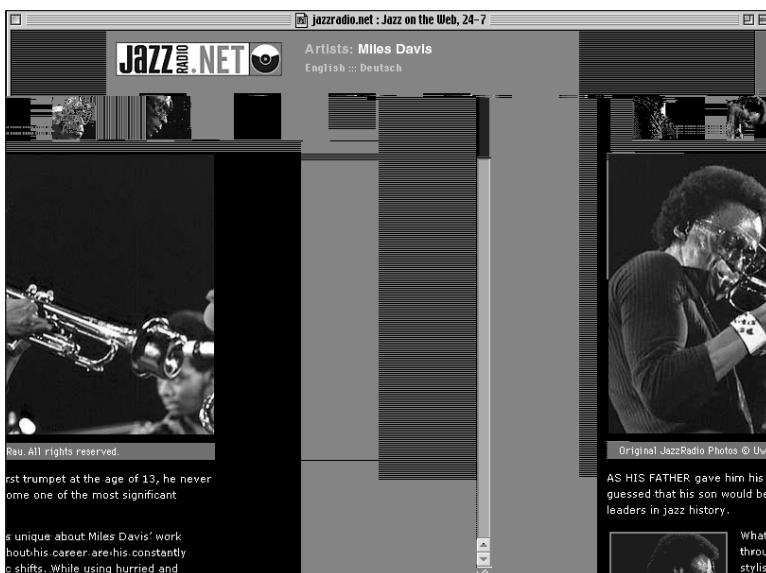 jazzradio.net : Jazz on the Web, 24-7
JAZZ RADIO .NET
Artists: Miles Davis
English ::: Deutsch
Rau. All rights reserved.
rst trumpet at the age of 13, he never
ome one of the most significant
s unique about Miles Davis' work
hout his career are his constantly
c shifts. While using hurried and
Original JazzRadio Photos © Uw
AS HIS FATHER gave him his
guessed that his son would be
leaders in jazz history.
What
throu
stylis